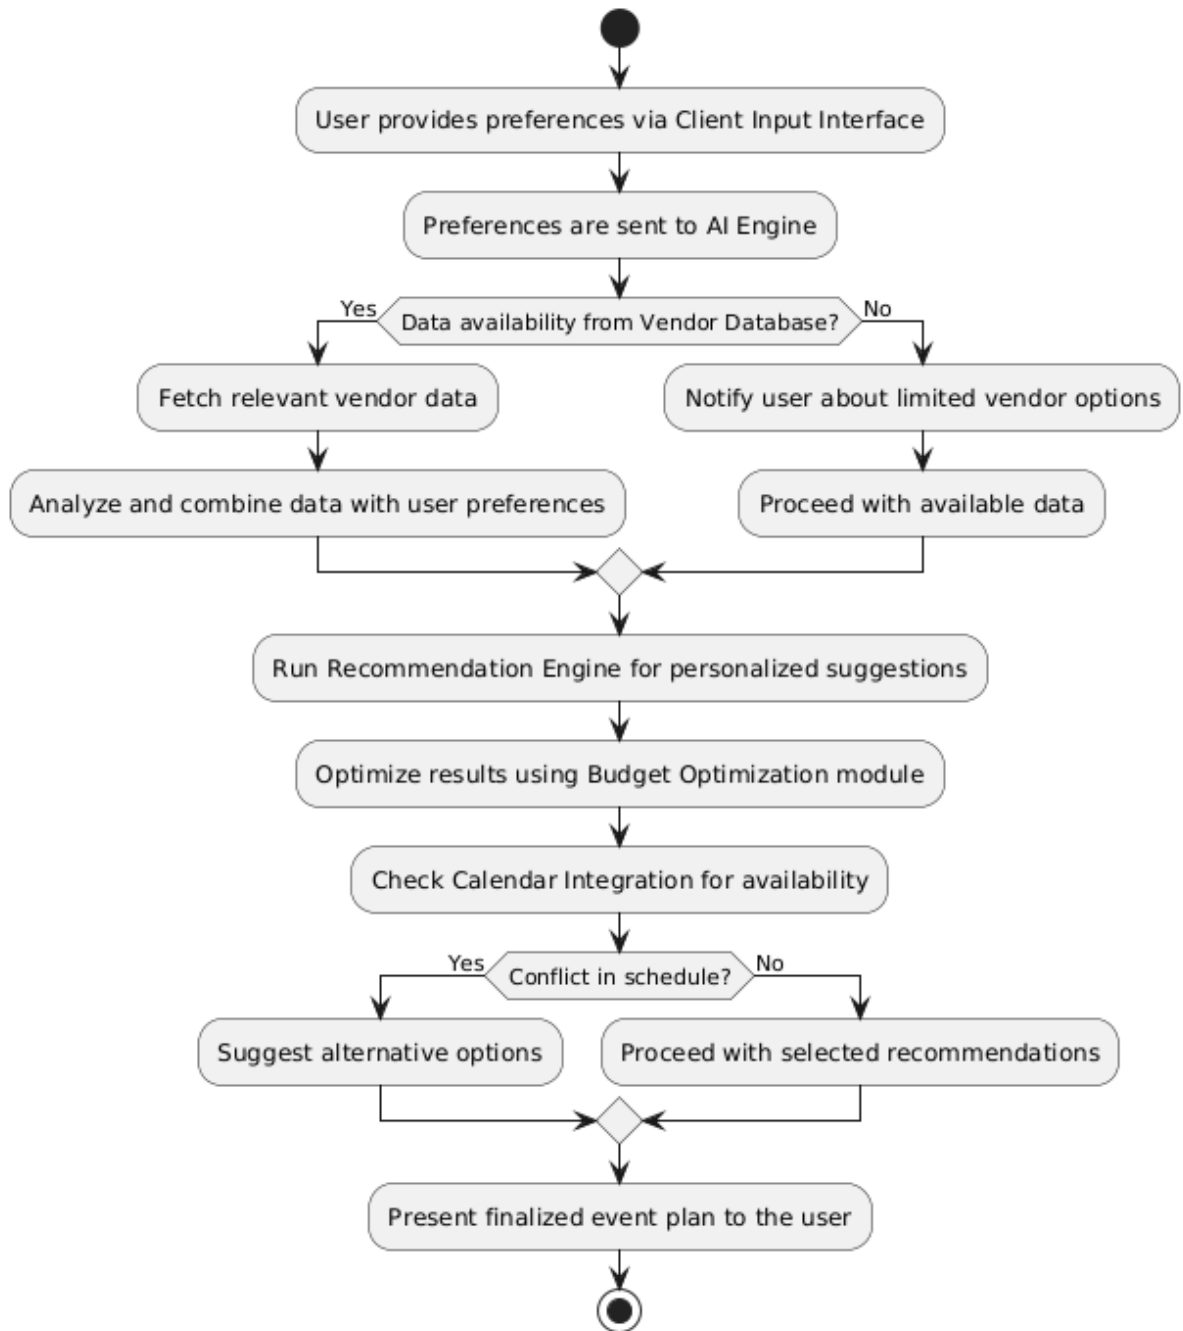 User provides preferences via Client Input Interface
Preferences are sent to AI Engine
Yes
Data availability from Vendor Database?
No
Fetch relevant vendor data
Notify user about limited vendor options
Analyze and combine data with user preferences
Proceed with available data
Run Recommendation Engine for personalized suggestions
Optimize results using Budget Optimization module
Check Calendar Integration for availability
Yes
Conflict in schedule?
No
Suggest alternative options
Proceed with selected recommendations
Present finalized event plan to the user